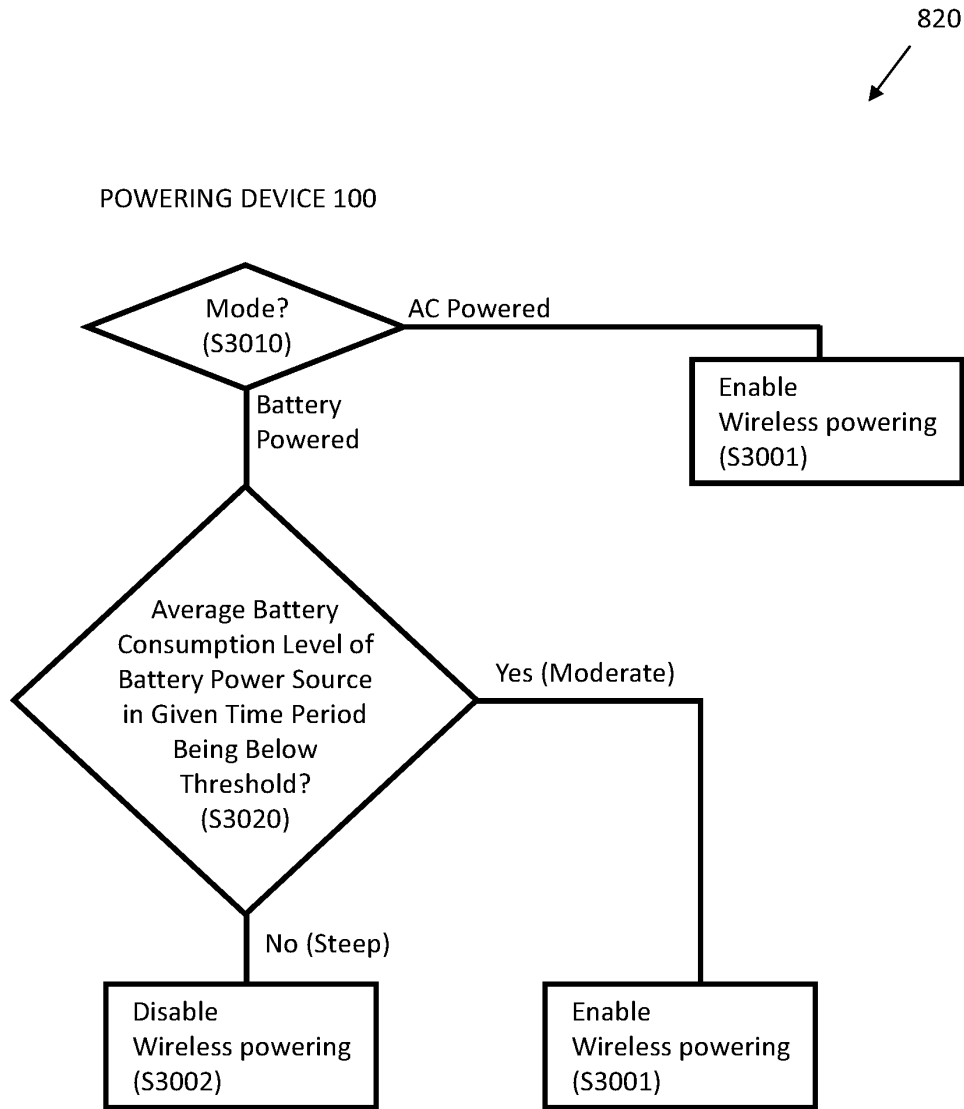 820
POWERING DEVICE 100
Mode?
(S3010)
AC Powered
Enable
Wireless powering
(S3001)
Battery
Powered
Average Battery
Consumption Level of
Battery Power Source
in Given Time Period
Being Below
Threshold?
(S3020)
Yes (Moderate)
No (Steep)
Disable
Wireless powering
(S3002)
Enable
Wireless powering
(S3001)